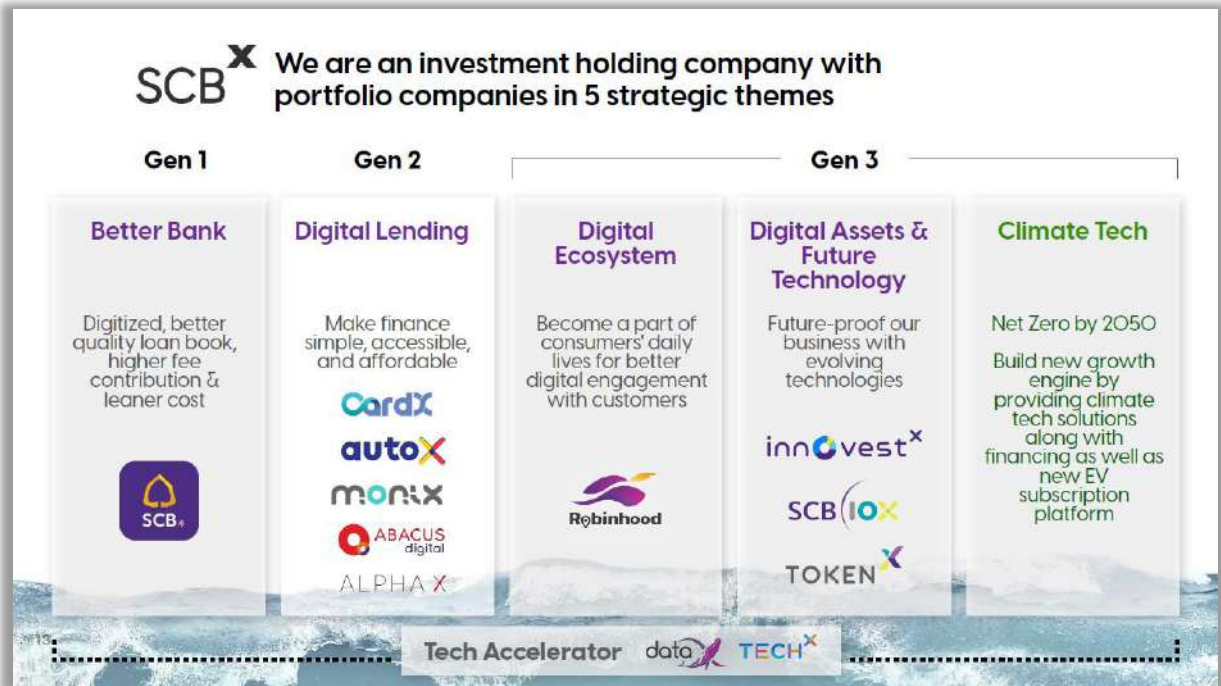 SCB X
We are an investment holding company with
portfolio companies in 5 strategic themes
Gen 1
Gen 2
Gen 3
Better Bank
Digitized, better
quality loan book,
higher fee
contribution &
leaner cost
SCB
Digital Lending
Make finance
simple, accessible,
and affordable
CardX
autoX
monix
ABACUS
digital
ALPHA X
Digital
Ecosystem
Become a part of
consumers' daily
lives for better
digital engagement
with customers
Robinhood
Digital Assets &
Future
Technology
Future-proof our
business with
evolving
technologies
innovest X
SCB 10X
TOKEN X
Climate Tech
Net Zero by 2050
Build new growth
engine by
providing climate
tech solutions
along with
financing as well as
new EV
subscription
platform
13
Tech Accelerator data X TECH X